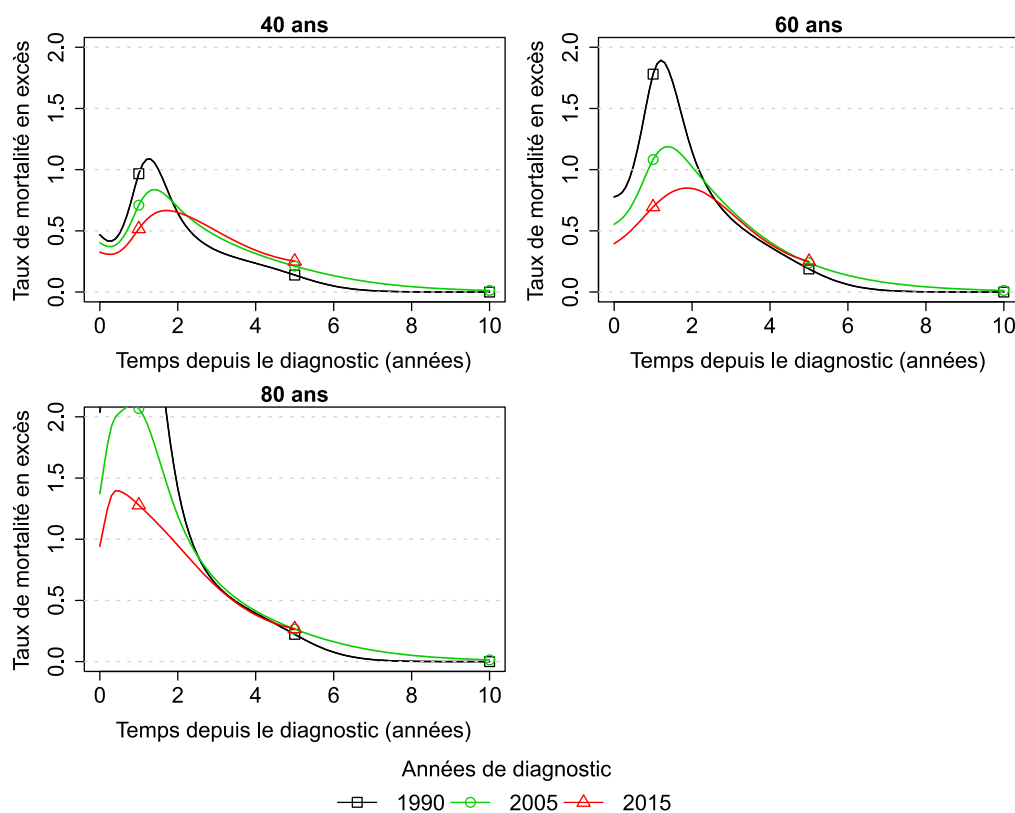 40 ans
60 ans
Taux de mortalité en excès
0.0 0.5 1.0 1.5 2.0
0 2 4 6 8 10
Temps depuis le diagnostic (années)
Taux de mortalité en excès
0.0 0.5 1.0 1.5 2.0
0 2 4 6 8 10
Temps depuis le diagnostic (années)
80 ans
Taux de mortalité en excès
0.0 0.5 1.0 1.5 2.0
0 2 4 6 8 10
Temps depuis le diagnostic (années)
Années de diagnostic
1990 2005 2015